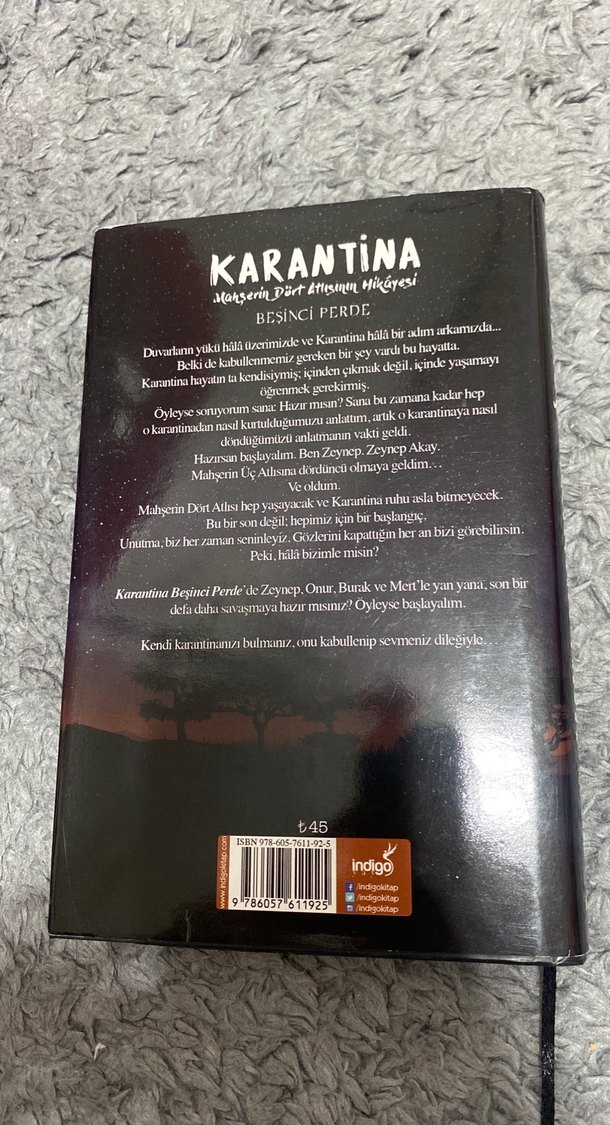 KARANTİNA
Mahşerin Dört Atlısının Hikâyesi
BEŞİNCİ PERDE
Duvarların yükü hâlâ üzerimizde ve Karantina hâlâ bir adım arkamızda...
Belki de kabullenmemiz gereken bir şey vardı bu hayatta.
Karantina hayatın ta kendisiymiş; içinden çıkmak değil, içinde yaşamayı
öğrenmek gerekirmiş.
Öyleyse soruyorum sana: Hazır mısın? Sana bu zamana kadar hep
o karantinadan nasıl kurtulduğumuzu anlattım, artık o karantinaya nasıl
döndüğümüzü anlatmanın vakti geldi.
Hazırsan başlayalım. Ben Zeynep. Zeynep Akay.
Mahşerin Üç Atlısına dördüncü olmaya geldim…
Ve oldum.
Mahşerin Dört Atlısı hep yaşayacak ve Karantina ruhu asla bitmeyecek.
Bu bir son değil; hepimiz için bir başlangıç.
Unutma, biz her zaman seninleyiz. Gözlerini kapattığın her an bizi görebilirsin.
Peki, hâlâ bizimle misin?
Karantina Beşinci Perde'de Zeynep, Onur, Burak ve Mert'le yan yana, son bir
defa daha savaşmaya hazır mısınız? Öyleyse başlayalım.
Kendi karantinanızı bulmanız, onu kabullenip sevmeniz dileğiyle…
₺45
www.indigokitap.com
ISBN 978-605-7611-92-5
9 786057 611925
indigo
/indigokitap
/indigokitap
/indigokitap